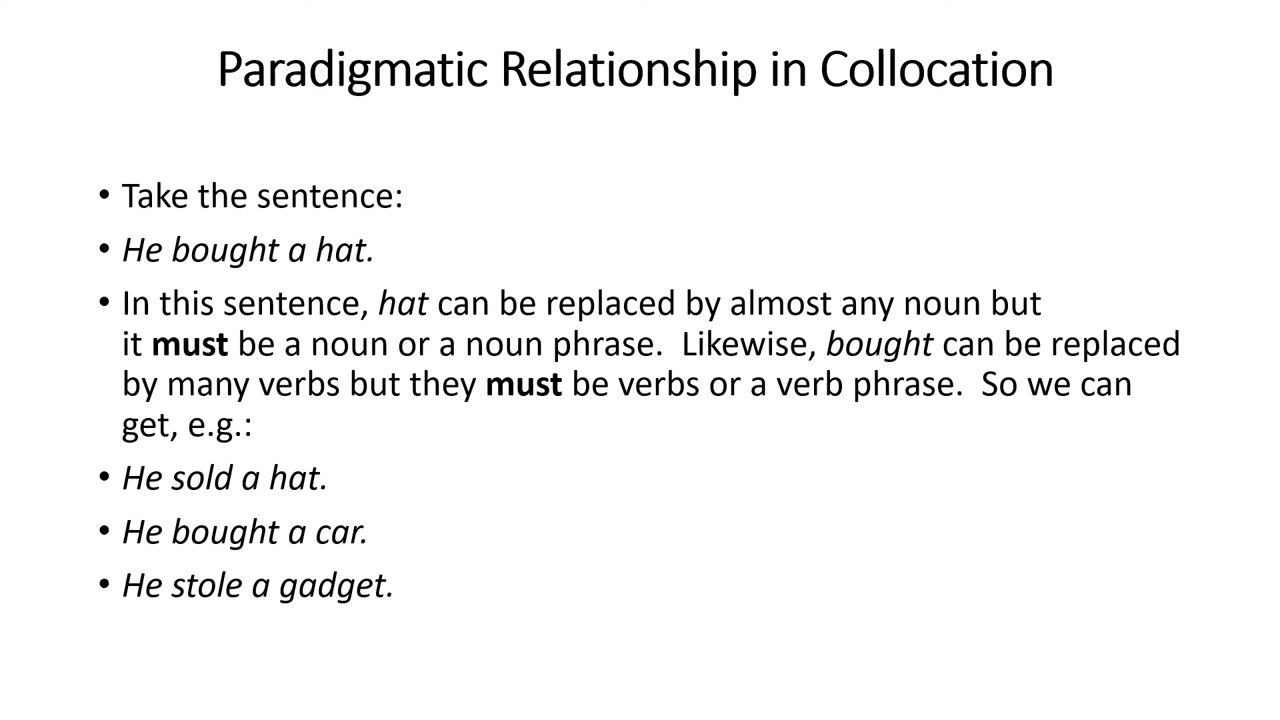 Paradigmatic Relationship in Collocation
• Take the sentence:
• He bought a hat.
• In this sentence, hat can be replaced by almost any noun but
it must be a noun or a noun phrase.  Likewise, bought can be replaced
by many verbs but they must be verbs or a verb phrase.  So we can
get, e.g.:
• He sold a hat.
• He bought a car.
• He stole a gadget.